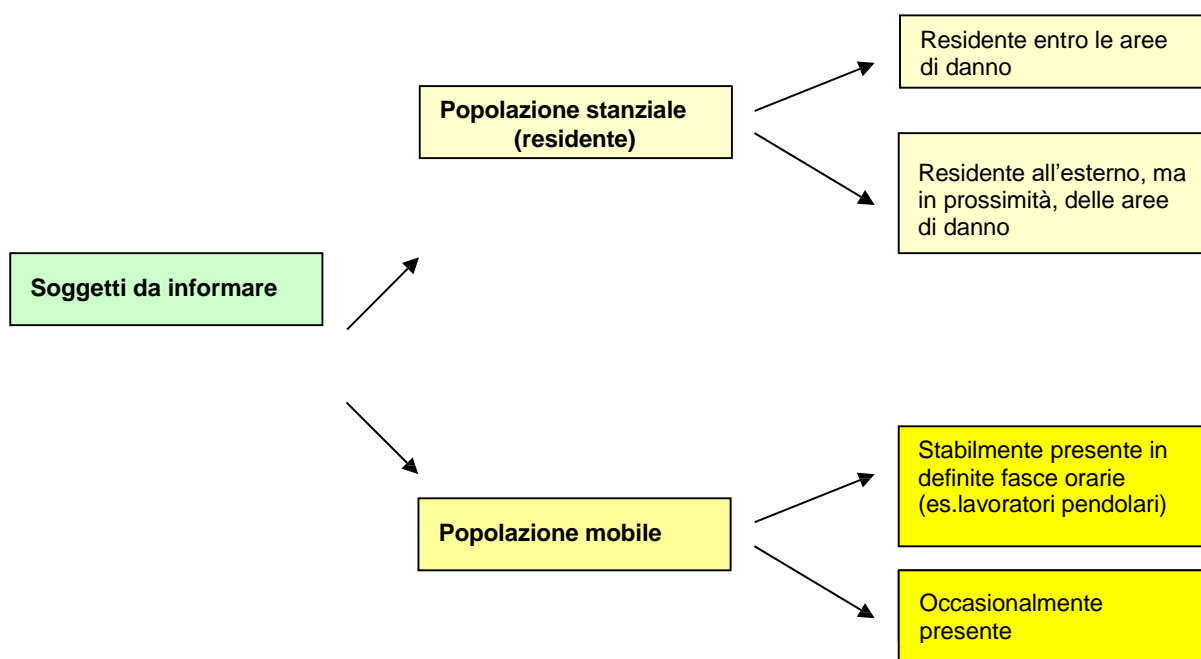 Residente entro le aree
di danno
Popolazione stanziale
(residente)
Residente all’esterno, ma
in prossimità, delle aree
di danno
Soggetti da informare
Stabilmente presente in
definite fasce orarie
(es.lavoratori pendolari)
Popolazione mobile
Occasionalmente
presente